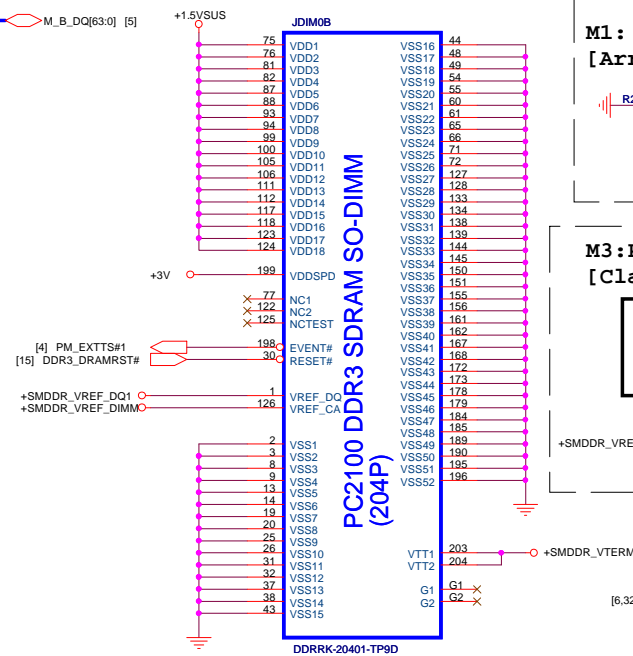 M_B_DQ[63:0] [5]
+1.5VSUS
JDIM0B
75 VDD1 VSS16 44
76 VDD2 VSS17 48
81 VDD3 VSS18 49
82 VDD4 VSS19 54
87 VDD5 VSS20 55
88 VDD6 VSS21 60
93 VDD7 VSS22 61
94 VDD8 VSS23 65
99 VDD9 VSS24 66
100 VDD10 VSS25 71
105 VDD11 VSS26 72
106 VDD12 VSS27 127
111 VDD13 VSS28 128
112 VDD14 VSS29 133
117 VDD15 VSS30 134
118 VDD16 VSS31 138
123 VDD17 VSS32 139
124 VDD18 VSS33 144
VSS34 145
+3V 199 VDDSPD VSS35 150
VSS36 151
77 NC1 VSS37 155
122 NC2 VSS38 156
125 NCTEST VSS39 161
VSS40 162
[4] PM_EXTTS#1 198 EVENT# VSS41 167
[15] DDR3_DRAMRST# 30 RESET# VSS42 168
VSS43 172
VSS44 173
+SMDDR_VREF_DQ1 1 VREF_DQ VSS45 178
+SMDDR_VREF_DIMM 126 VREF_CA VSS46 179
VSS47 184
VSS48 185
2 VSS1 VSS49 189
3 VSS2 VSS50 190
8 VSS3 VSS51 195
9 VSS4 VSS52 196
13 VSS5
14 VSS6
19 VSS7
20 VSS8
25 VSS9
26 VSS10 VTT1 203 +SMDDR_VTERM
31 VSS11 VTT2 204
32 VSS12
37 VSS13 G1 G1
38 VSS14 G2 G2
43 VSS15
PC2100 DDR3 SDRAM SO-DIMM
(204P)
DDRRK-20401-TP9D
M1:
[Arr
R2
M3:
[Cla
+SMDDR_VRE
[6,32